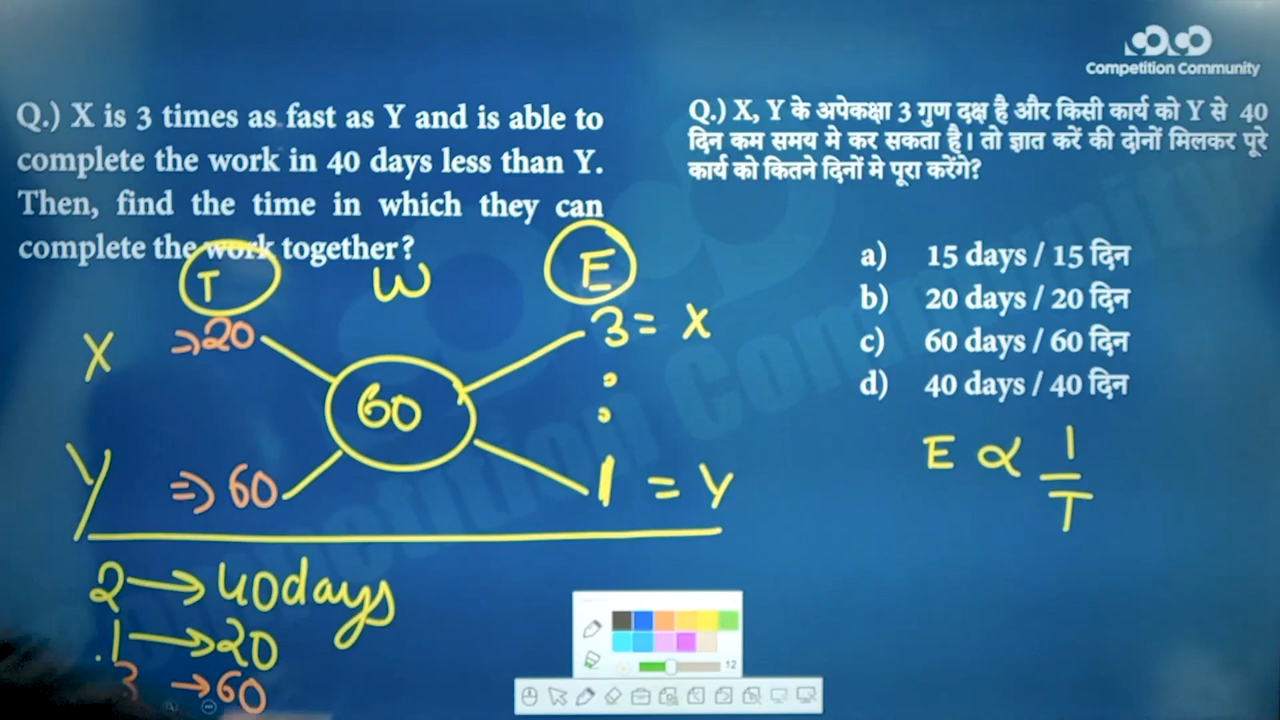 Competition Community
Q.) X is 3 times as fast as Y and is able to
complete the work in 40 days less than Y.
Then, find the time in which they can
complete the work together?
Q.) X, Y के अपेकक्षा 3 गुण दक्ष है और किसी कार्य को Y से 40
दिन कम समय मे कर सकता है। तो ज्ञात करें की दोनों मिलकर पूरे
कार्य को कितने दिनों मे पूरा करेंगे?
a) 15 days / 15 दिन
b) 20 days / 20 दिन
c) 60 days / 60 दिन
d) 40 days / 40 दिन
T W E
X ⇒ 20 3 = X
60
:
Y ⇒ 60 1 = Y
E ∝ 1/T
2 → 40 days
1 → 20
3 → 60
12